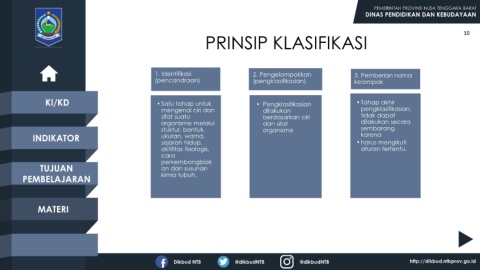 PEMERINTAH PROVINSI NUSA TENGGARA BARAT
DINAS PENDIDIKAN DAN KEBUDAYAAN
10
PRINSIP KLASIFIKASI
KI/KD
INDIKATOR
TUJUAN
PEMBELAJARAN
MATERI
1. Identifikasi
(pencandraan)
• Suatu tahap untuk
mengenal ciri dan
sifat suatu
organisme melalui
stuktur, bentuk,
ukuran, warna,
sejarah hidup,
aktifitas fisiologis,
cara
perkembangbiak
an dan susunan
kimia tubuh.
2. Pengelompokkan
(pengklasifikasian)
• Pengklasifikasian
dilakukan
berdasarkan ciri
dan sifat
organisme
3. Pemberian nama
kelompok
• Tahap akhir
pengklasifikasian,
tidak dapat
dilakukan secara
sembarang
karena
• harus mengikuti
aturan tertentu.
Dikbud NTB
@dikbudNTB
@dikbudNTB
http://dikbud.ntbprov.go.id